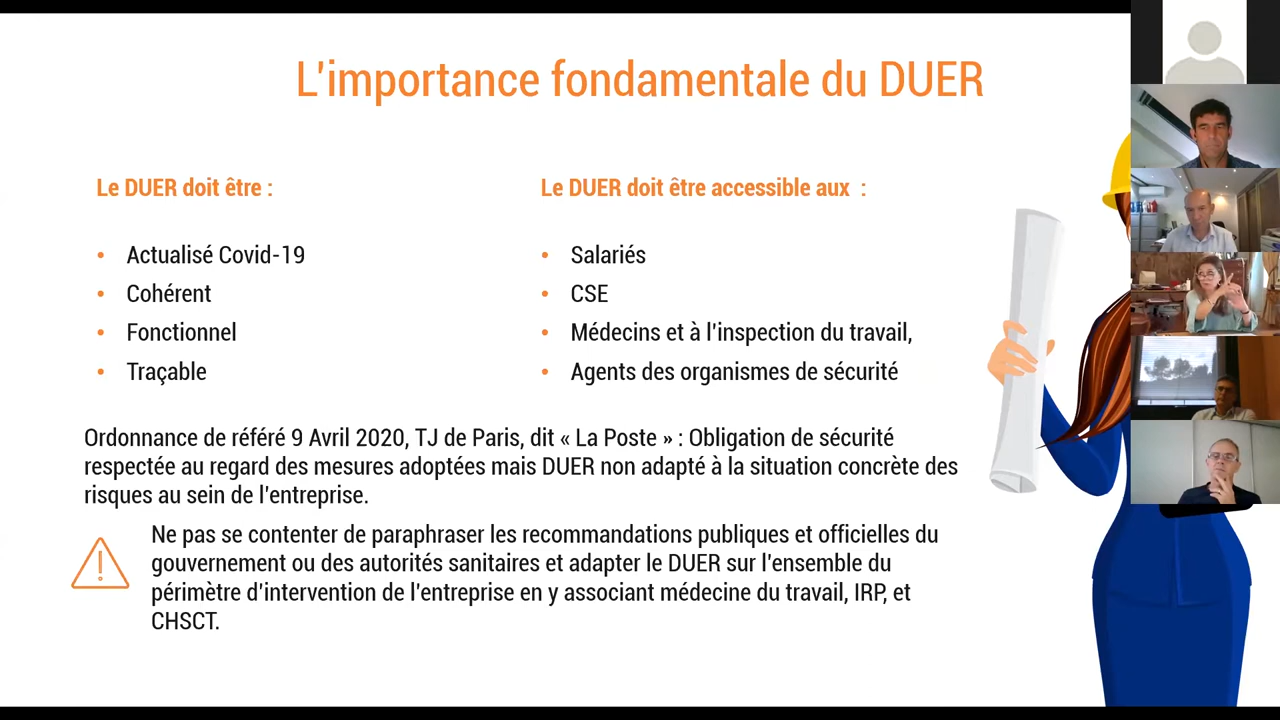 L'importance fondamentale du DUER
Le DUER doit être :
• Actualisé Covid-19
• Cohérent
• Fonctionnel
• Traçable
Le DUER doit être accessible aux :
• Salariés
• CSE
• Médecins et à l'inspection du travail,
• Agents des organismes de sécurité
Ordonnance de référé 9 Avril 2020, TJ de Paris, dit « La Poste » : Obligation de sécurité
respectée au regard des mesures adoptées mais DUER non adapté à la situation concrète des
risques au sein de l'entreprise.
Ne pas se contenter de paraphraser les recommandations publiques et officielles du
gouvernement ou des autorités sanitaires et adapter le DUER sur l'ensemble du
périmètre d'intervention de l'entreprise en y associant médecine du travail, IRP, et
CHSCT.